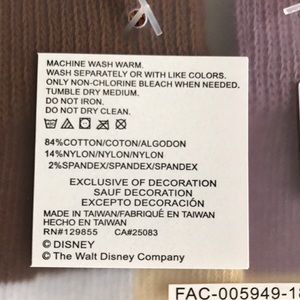 MACHINE WASH WARM.
WASH SEPARATELY OR WITH LIKE COLORS.
ONLY NON-CHLORINE BLEACH WHEN NEEDED.
TUMBLE DRY MEDIUM.
DO NOT IRON.
DO NOT DRY CLEAN.
84%COTTON/COTON/ALGODON
14%NYLON/NYLON/NYLON
2%SPANDEX/SPANDEX/SPANDEX
EXCLUSIVE OF DECORATION
SAUF DECORATION
EXCEPTO DECORACIÓN
MADE IN TAIWAN/FABRIQUÉ EN TAIWAN
HECHO EN TAIWAN
RN#129855 CA#25083
© DISNEY
© The Walt Disney Company
FAC-005949-18